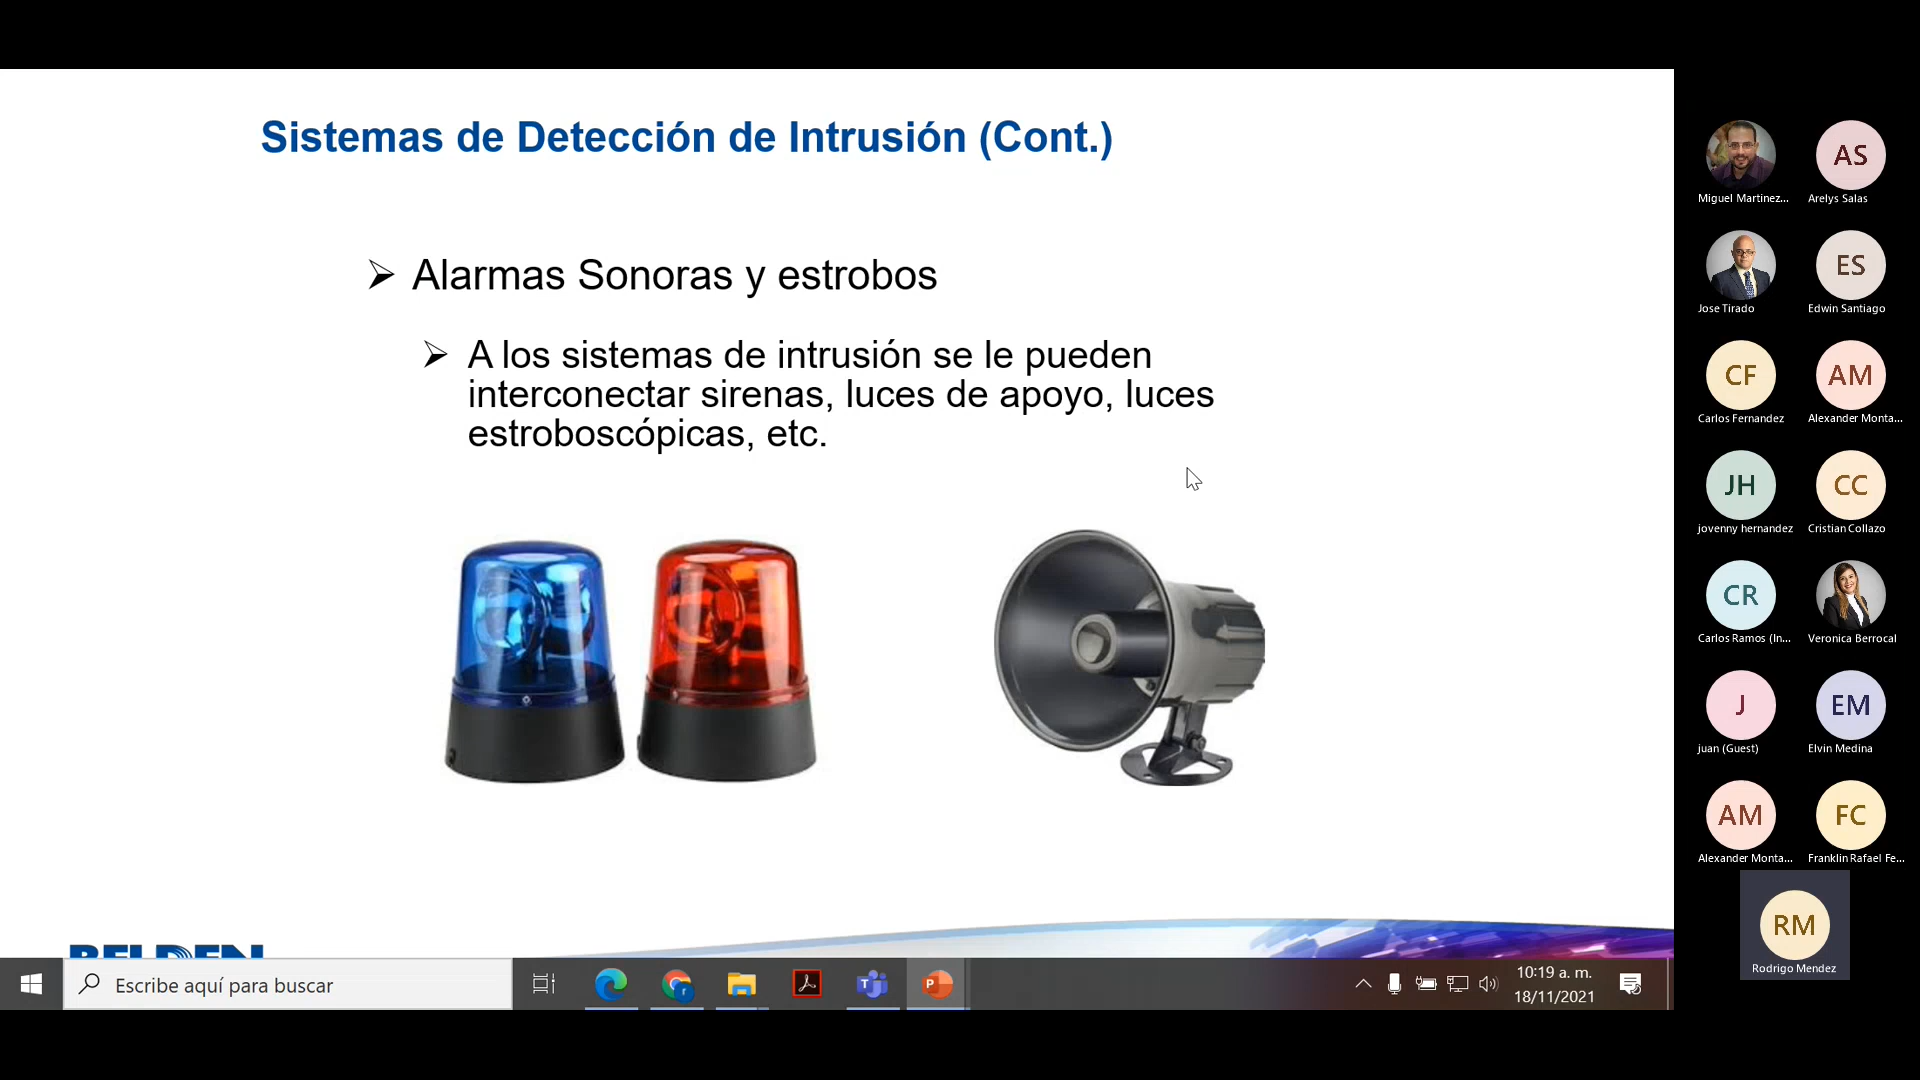 Sistemas de Detección de Intrusión (Cont.)
Alarmas Sonoras y estrobos
A los sistemas de intrusión se le pueden
interconectar sirenas, luces de apoyo, luces
estroboscópicas, etc.
BELDEN
Escribe aquí para buscar
10:19 a. m.
18/11/2021
Miguel Martinez...
AS
Arelys Salas
Jose Tirado
ES
Edwin Santiago
CF
Carlos Fernandez
AM
Alexander Monta...
JH
jovenny hernandez
CC
Cristian Collazo
CR
Carlos Ramos (In...
Veronica Berrocal
J
juan (Guest)
EM
Elvin Medina
AM
Alexander Monta...
FC
Franklin Rafael Fe...
RM
Rodrigo Mendez